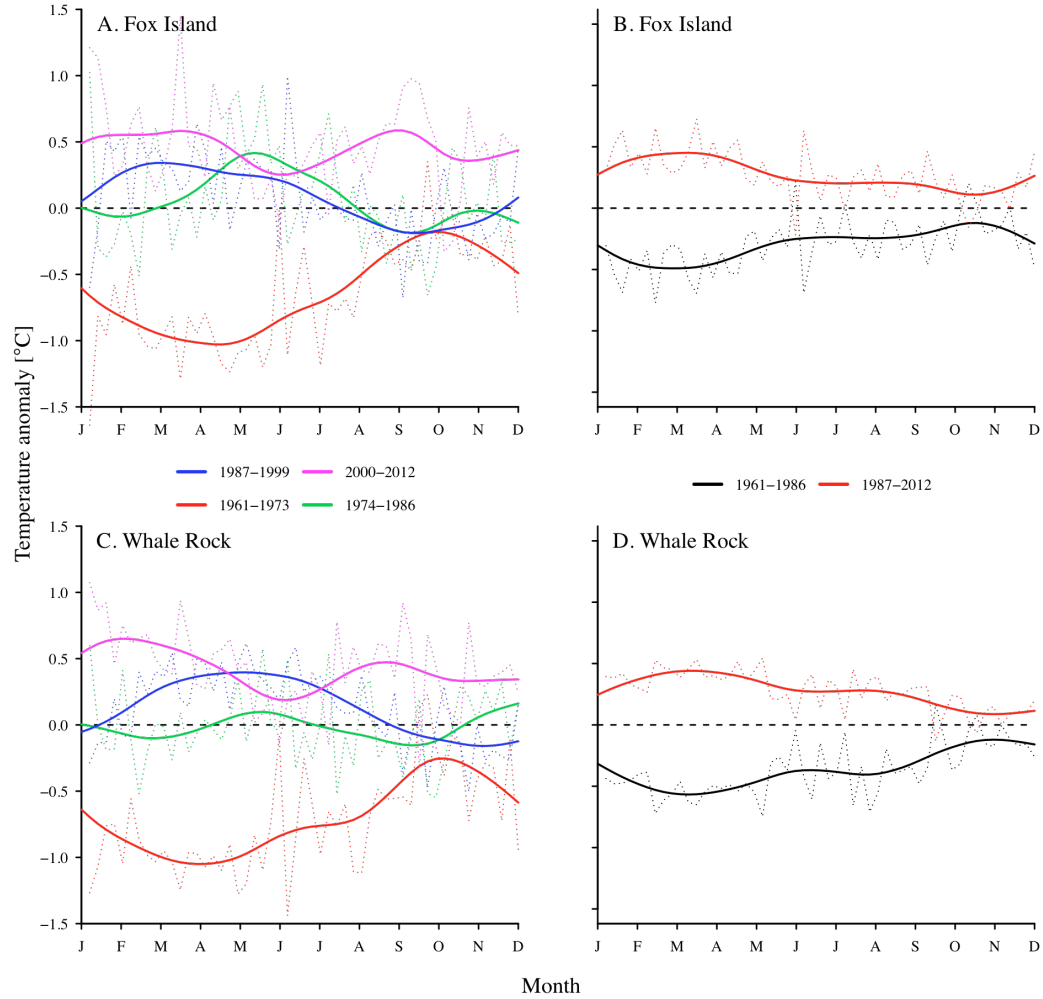 A. Fox Island
1.5
1.0
0.5
0.0
−0.5
−1.0
−1.5
J F M A M J J A S O N D
B. Fox Island
J F M A M J J A S O N D
1987−1999 2000−2012
1961−1973 1974−1986
1961−1986 1987−2012
Temperature anomaly [°C]
C. Whale Rock
1.5
1.0
0.5
0.0
−0.5
−1.0
−1.5
J F M A M J J A S O N D
D. Whale Rock
J F M A M J J A S O N D
Month